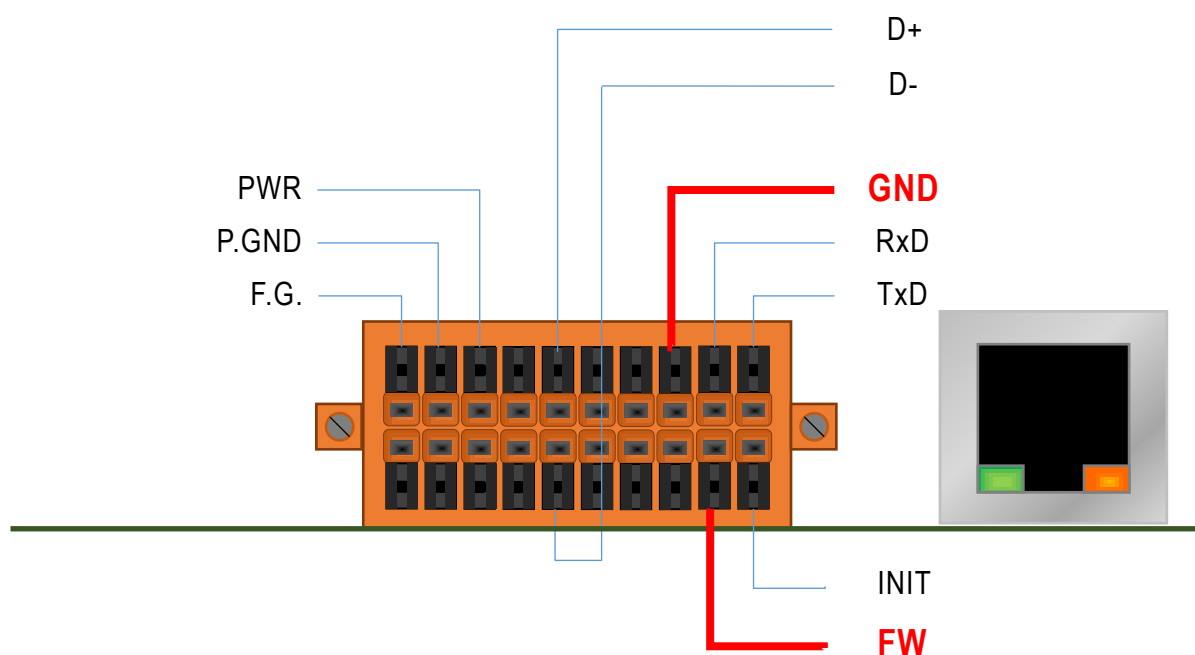 D+
D-
PWR
GND
P.GND
RxD
F.G.
TxD
INIT
FW